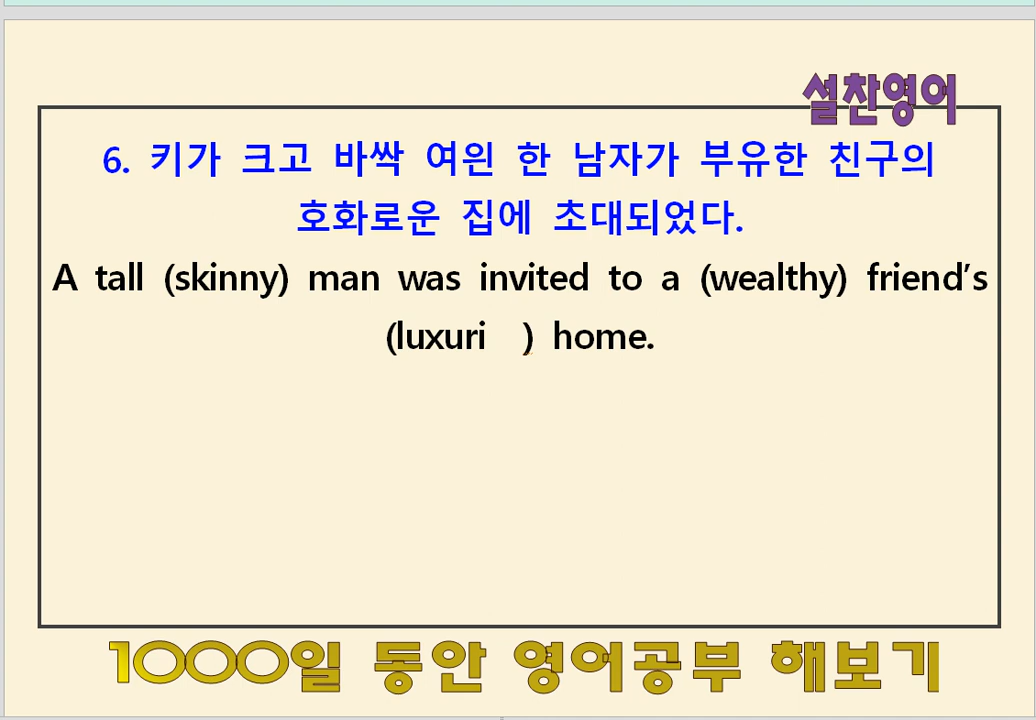 설찬영어
6. 키가 크고 바싹 여윈 한 남자가 부유한 친구의
호화로운 집에 초대되었다.
A tall (skinny) man was invited to a (wealthy) friend’s
(luxuri ) home.
1000일 동안 영어공부 해보기